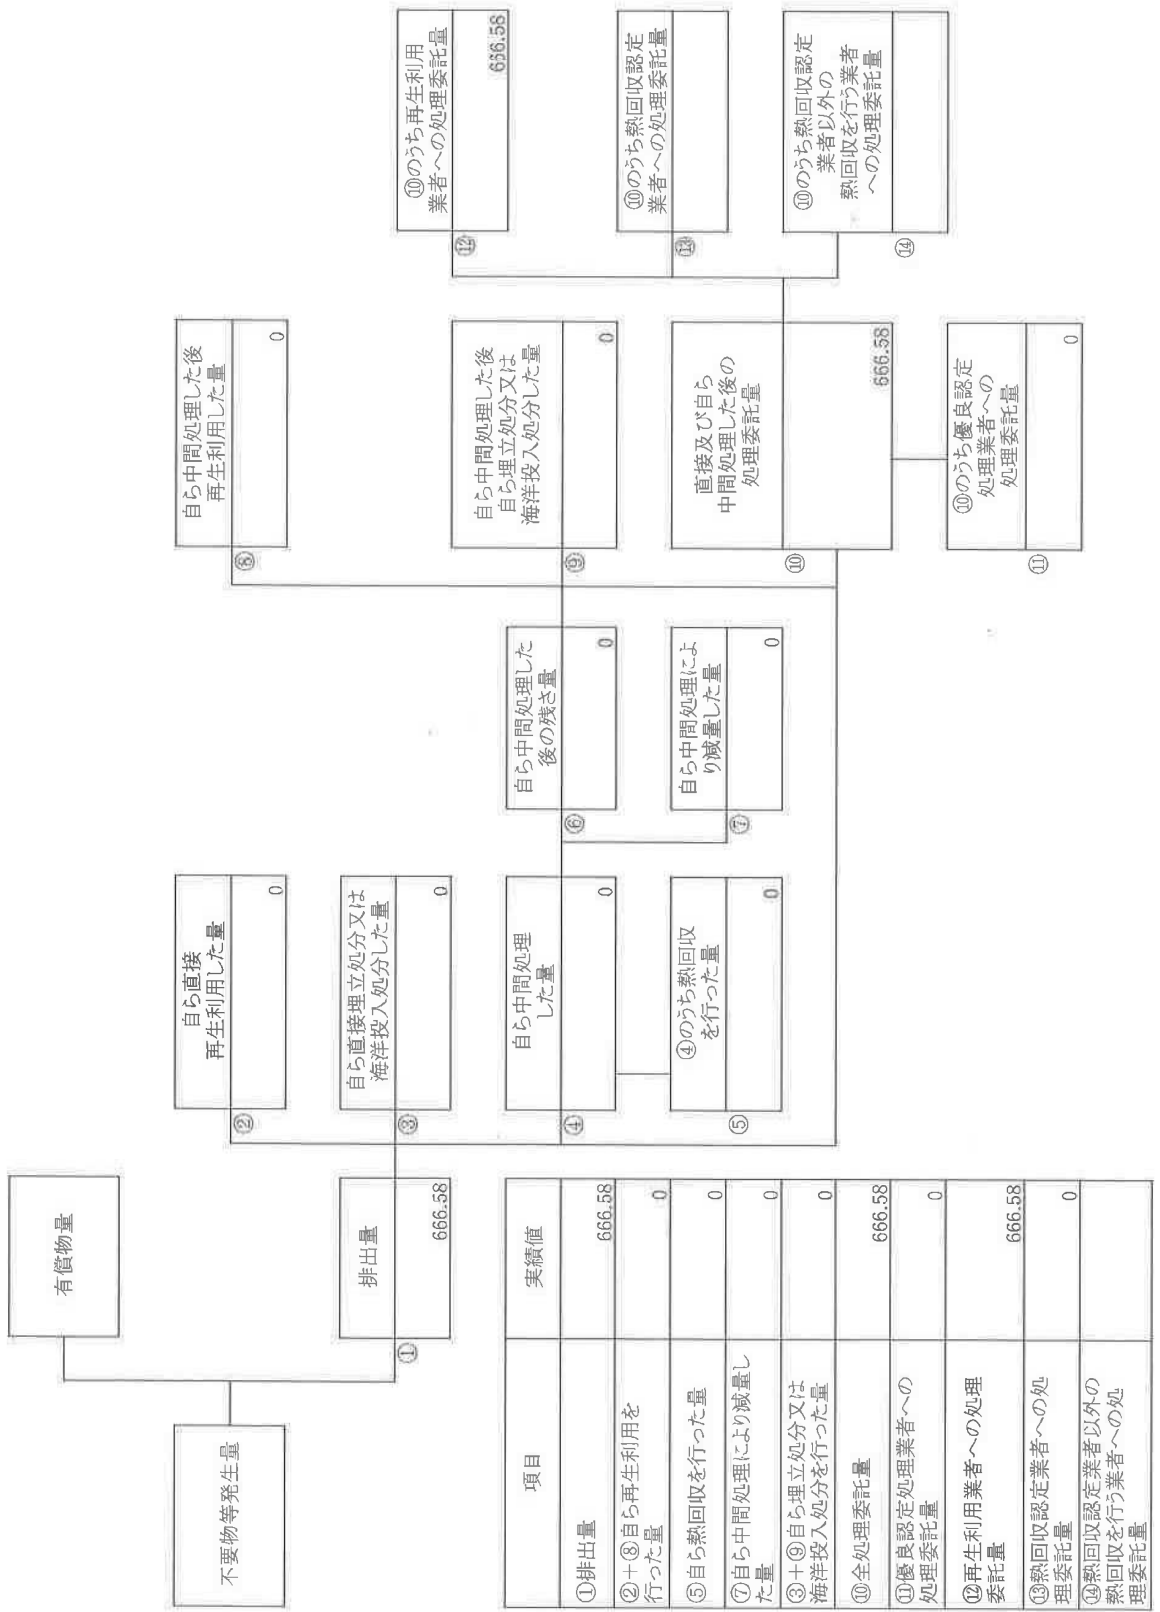 不要物等発生量
有償物量
①
排出量
666.58
②
自ら直接
再生利用した量
0
③
自ら直接埋立処分又は
海洋投入処分した量
0
④
自ら中間処理
した量
0
⑤
④のうち熱回収
を行った量
0
⑥
自ら中間処理した
後の残さ量
0
⑦
自ら中間処理によ
り減量した量
0
⑧
自ら中間処理した後
再生利用した量
0
⑨
自ら中間処理した後
自ら埋立処分又は
海洋投入処分した量
0
⑩
直接及び自ら
中間処理した後の
処理委託量
666.58
⑪
⑩のうち優良認定
処理業者への
処理委託量
0
⑫
⑩のうち再生利用
業者への処理委託量
666.58
⑬
⑩のうち熱回収認定
業者への処理委託量
⑭
⑩のうち熱回収認定
業者以外の
熱回収を行う業者
への処理委託量
項目
実績値
①排出量
666.58
②+⑧自ら再生利用を
行った量
0
⑤自ら熱回収を行った量
0
⑦自ら中間処理により減量し
た量
0
③+⑨自ら埋立処分又は
海洋投入処分を行った量
0
⑩全処理委託量
666.58
⑪優良認定処理業者への
処理委託量
0
⑫再生利用業者への処理
委託量
666.58
⑬熱回収認定業者への処
理委託量
0
⑭熱回収認定業者以外の
熱回収を行う業者への処
理委託量